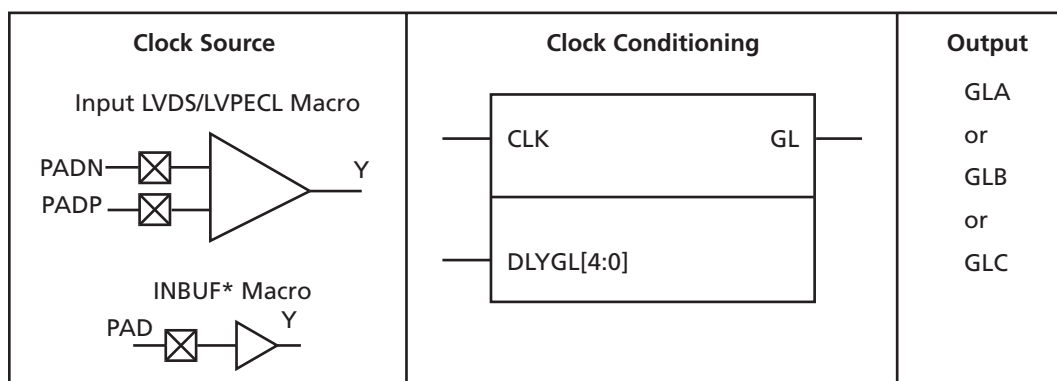 Clock Source
Input LVDS/LVPECL Macro
PADN
PADP
Y
INBUF* Macro
PAD
Y
Clock Conditioning
CLK
GL
DLYGL[4:0]
Output
GLA
or
GLB
or
GLC